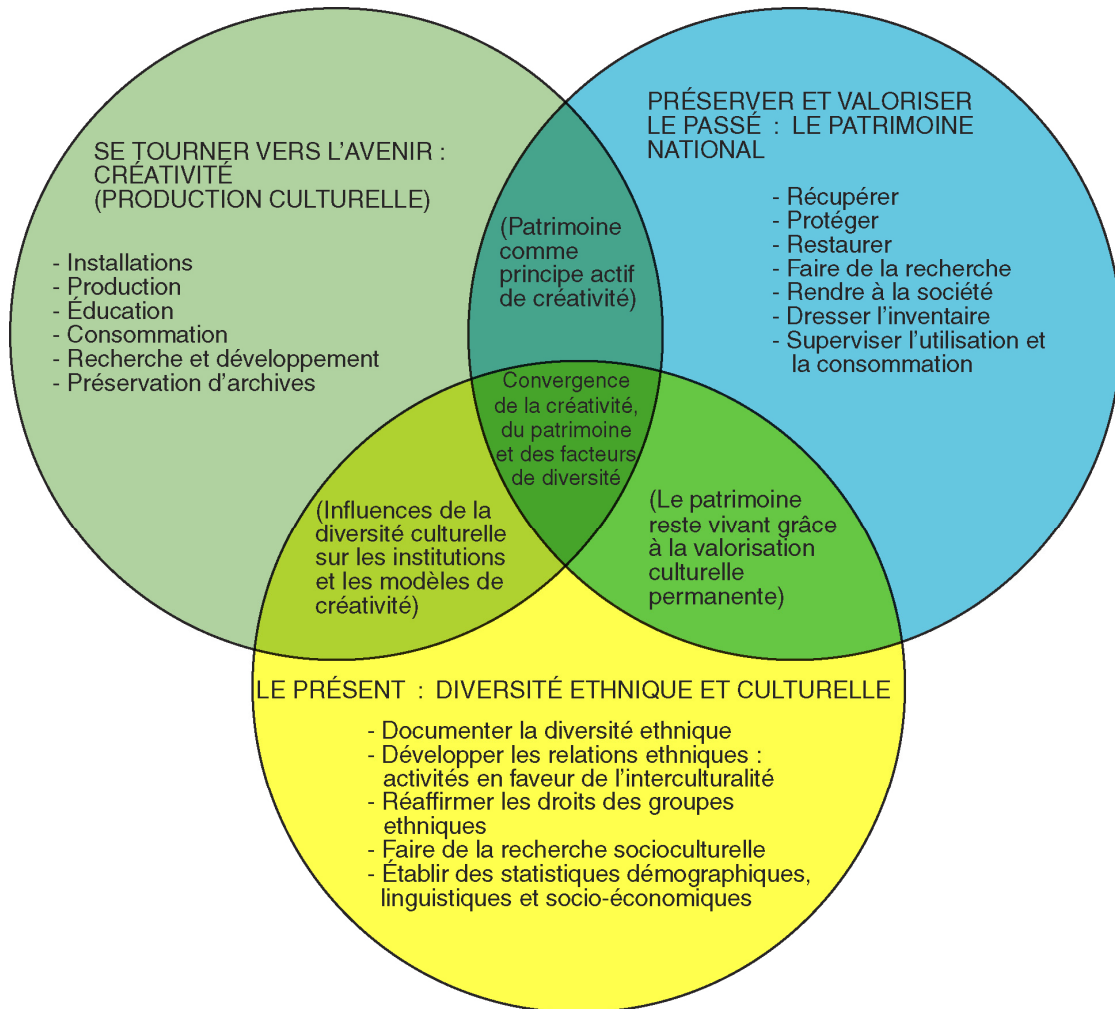 SE TOURNER VERS L'AVENIR :
CRÉATIVITÉ
(PRODUCTION CULTURELLE)
- Installations
- Production
- Éducation
- Consommation
- Recherche et développement
- Préservation d'archives
PRÉSERVER ET VALORISER
LE PASSÉ : LE PATRIMOINE
NATIONAL
- Récupérer
- Protéger
- Restaurer
- Faire de la recherche
- Rendre à la société
- Dresser l'inventaire
- Superviser l'utilisation et
la consommation
(Patrimoine
comme
principe actif
de créativité)
Convergence
de la créativité,
du patrimoine
et des facteurs
de diversité
(Influences de la
diversité culturelle
sur les institutions
et les modèles de
créativité)
(Le patrimoine
reste vivant grâce
à la valorisation
culturelle
permanente)
LE PRÉSENT : DIVERSITÉ ETHNIQUE ET CULTURELLE
- Documenter la diversité ethnique
- Développer les relations ethniques :
activités en faveur de l'interculturalité
- Réaffirmer les droits des groupes
ethniques
- Faire de la recherche socioculturelle
- Établir des statistiques démographiques,
linguistiques et socio-économiques